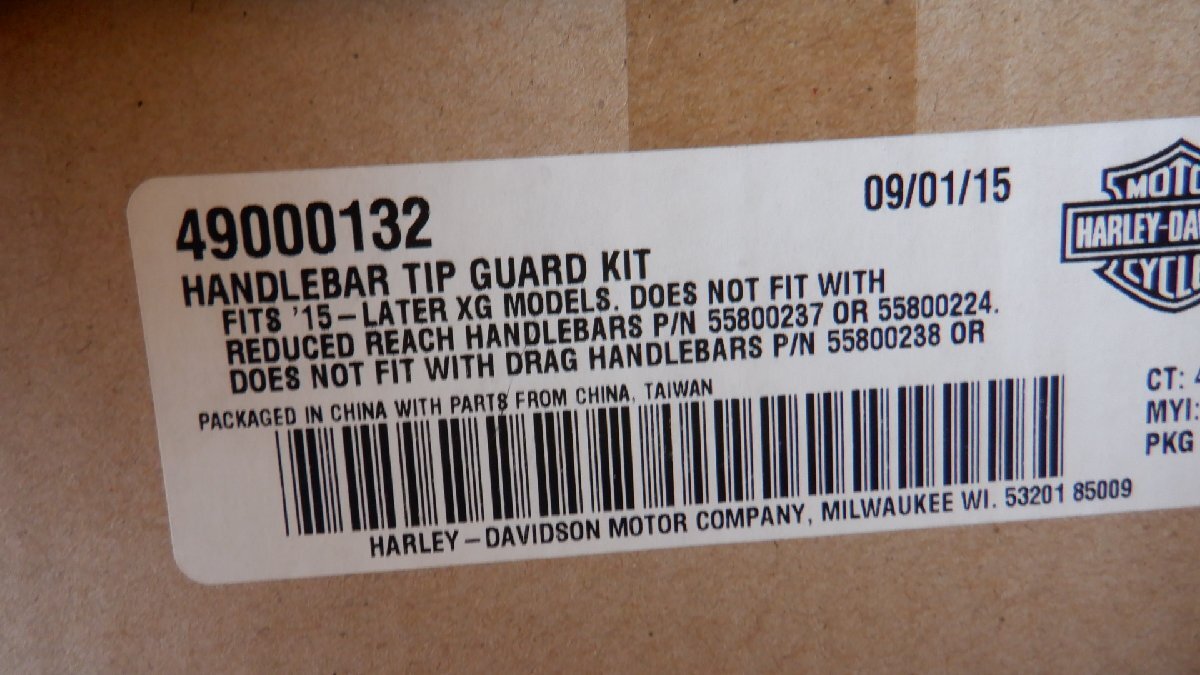 49000132
09/01/15
HANDLEBAR TIP GUARD KIT
FITS '15-LATER XG MODELS. DOES NOT FIT WITH
REDUCED REACH HANDLEBARS P/N 55800237 OR 55800224.
DOES NOT FIT WITH DRAG HANDLEBARS P/N 55800238 OR
PACKAGED IN CHINA WITH PARTS FROM CHINA, TAIWAN
HARLEY-DAVIDSON MOTOR COMPANY, MILWAUKEE WI. 53201 85009
MOTO
HARLEY-DA
CYCL
CT:
MYI:
PKG